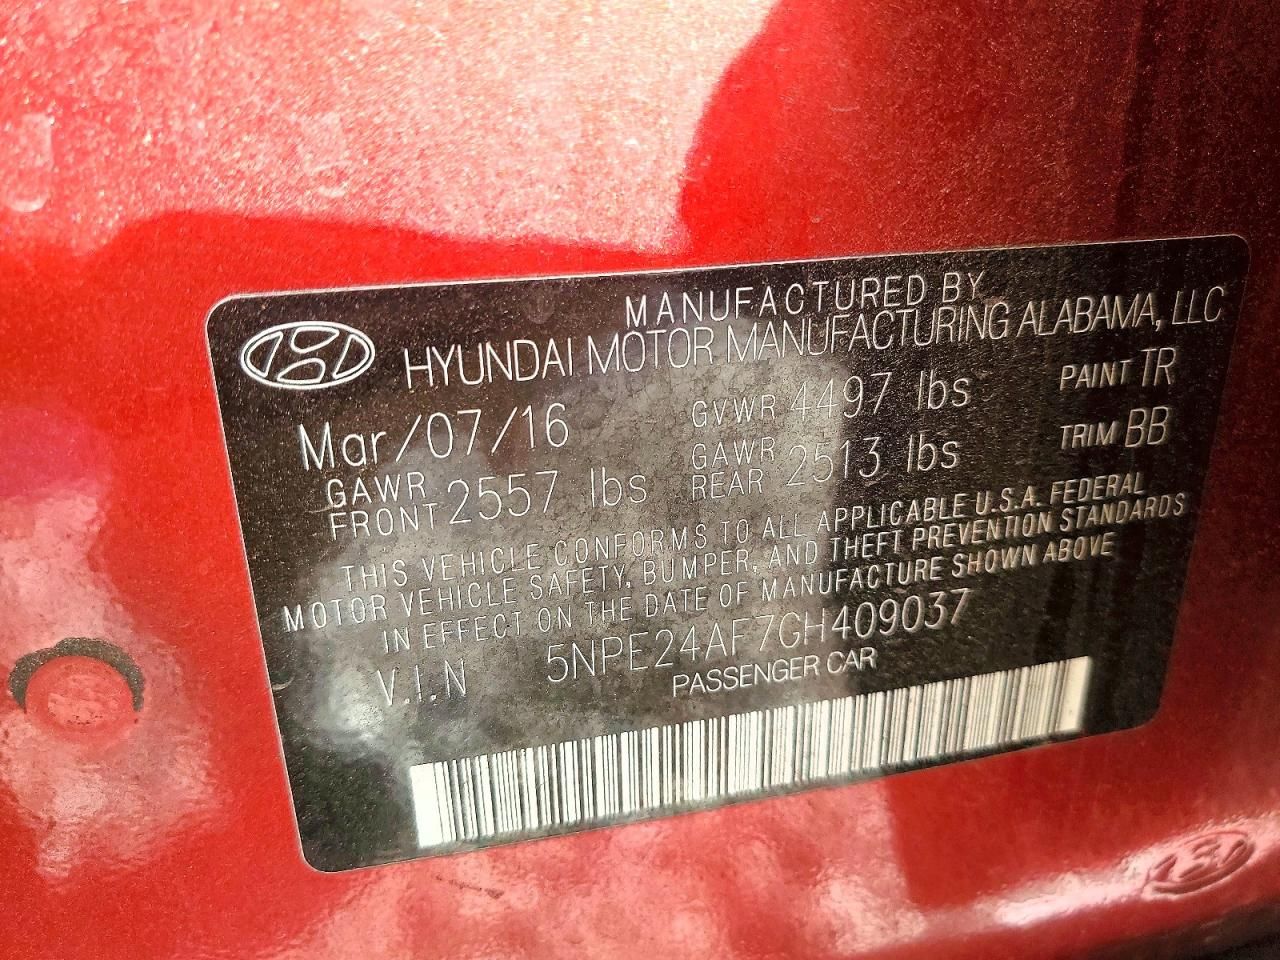 MANUFACTURED BY
HYUNDAI MOTOR MANUFACTURING ALABAMA, LLC
Mar/07/16 GVWR 4497 lbs PAINT TR
GAWR FRONT 2557 lbs GAWR REAR 2513 lbs TRIM BB
THIS VEHICLE CONFORMS TO ALL APPLICABLE U.S.A. FEDERAL
MOTOR VEHICLE SAFETY, BUMPER, AND THEFT PREVENTION STANDARDS
IN EFFECT ON THE DATE OF MANUFACTURE SHOWN ABOVE
V.I.N 5NPE24AF7GH409037
PASSENGER CAR